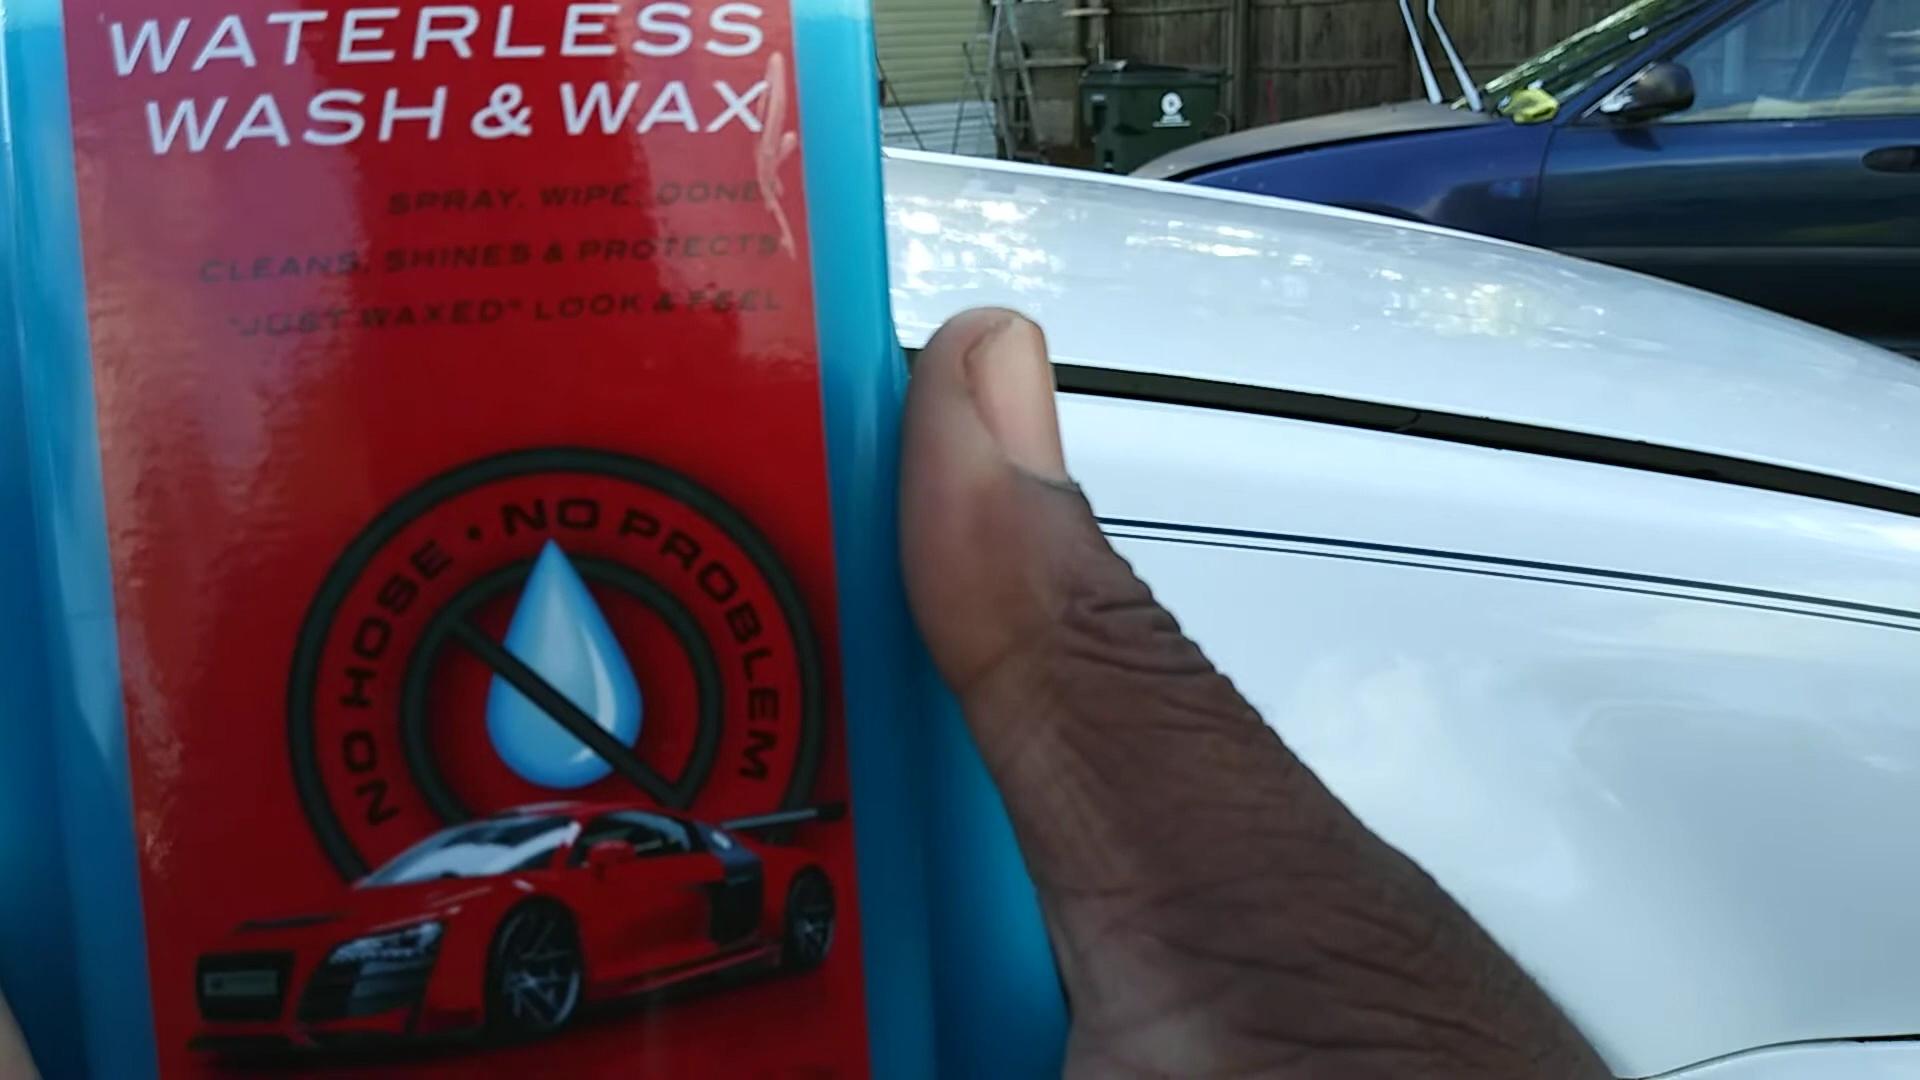 WATERLESS
WASH & WAX
SPRAY. WIPE. DONE!
CLEANS, SHINES & PROTECTS
"JUST WAXED" LOOK & FEEL
NO HOSE • NO PROBLEM